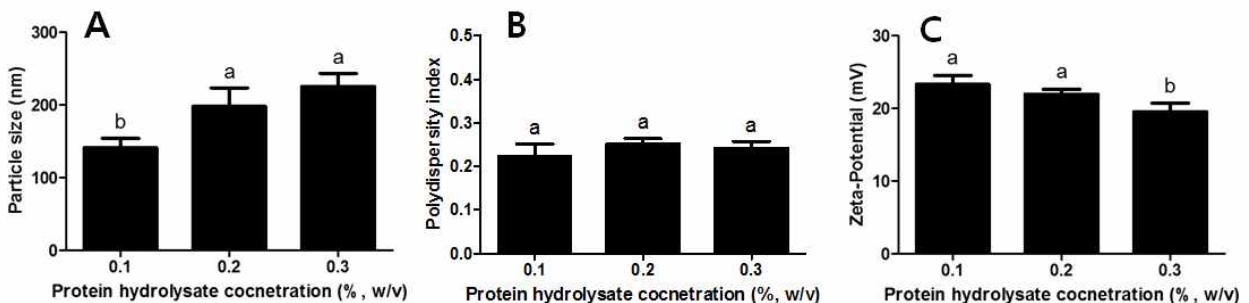 A
Particle size (nm)
300
200
100
0
b
a
a
0.1
0.2
0.3
Protein hydrolysate cocnetration (%, w/v)
B
Polydispersity index
0.5
0.4
0.3
0.2
0.1
0.0
a
a
a
0.1
0.2
0.3
Protein hydrolysate cocnetration (%, w/v)
C
Zeta-Potential (mV)
30
20
10
0
a
a
b
0.1
0.2
0.3
Protein hydrolysate cocnetration (%, w/v)